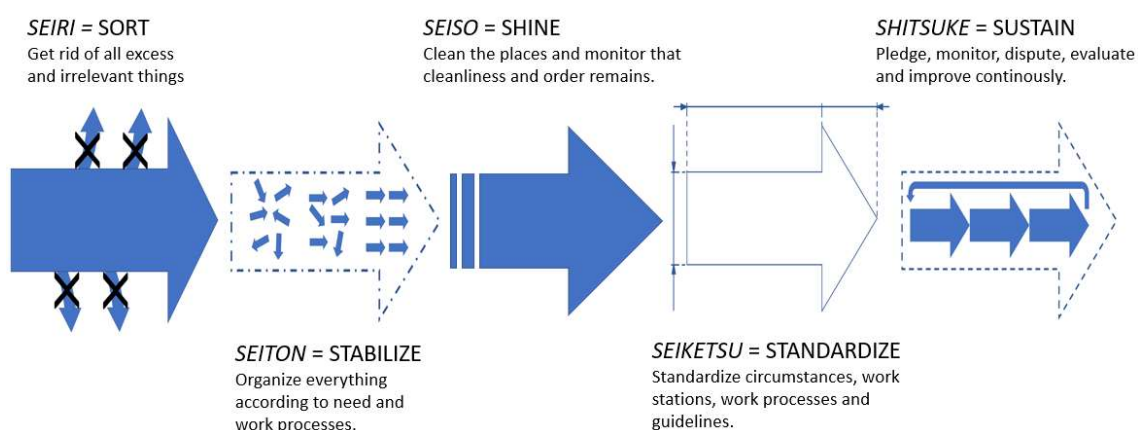 SEIRI = SORT
Get rid of all excess
and irrelevant things
SEITON = STABILIZE
Organize everything
according to need and
work processes.
SEISO = SHINE
Clean the places and monitor that
cleanliness and order remains.
SEIKETSU = STANDARDIZE
Standardize circumstances, work
stations, work processes and
guidelines.
SHITSUKE = SUSTAIN
Pledge, monitor, dispute, evaluate
and improve continously.